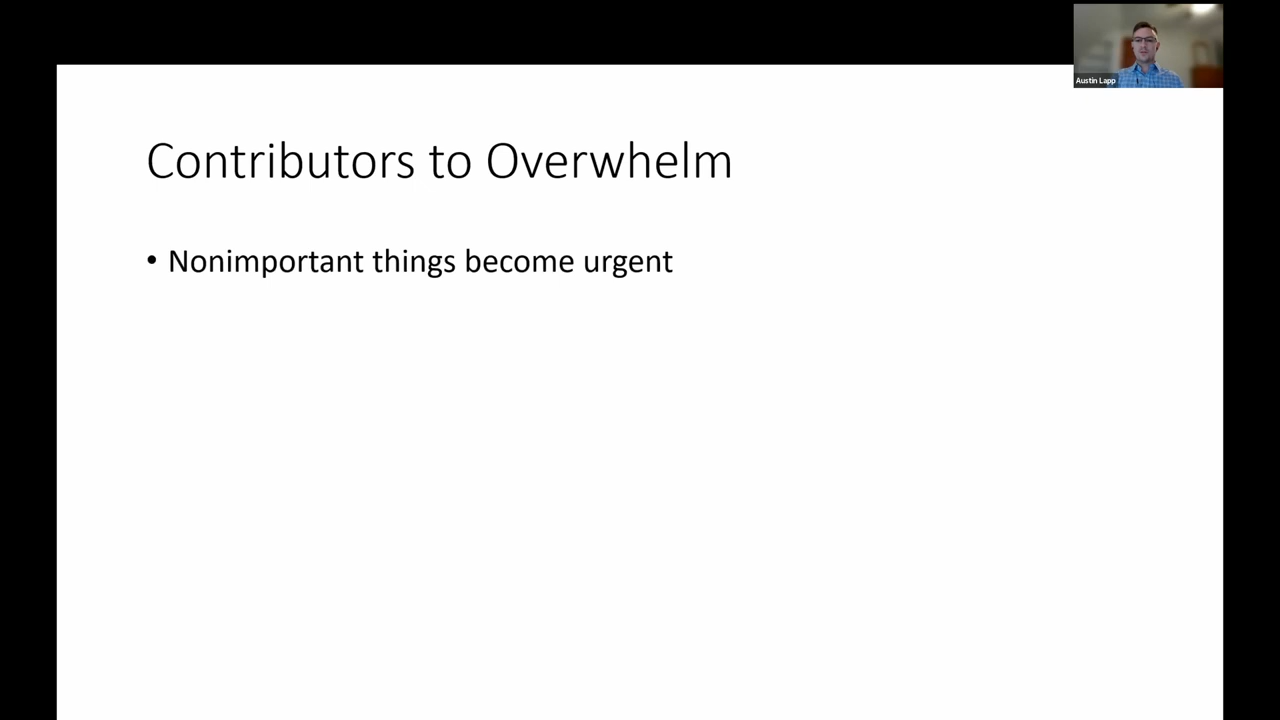 Austin Lapp
Contributors to Overwhelm
• Nonimportant things become urgent